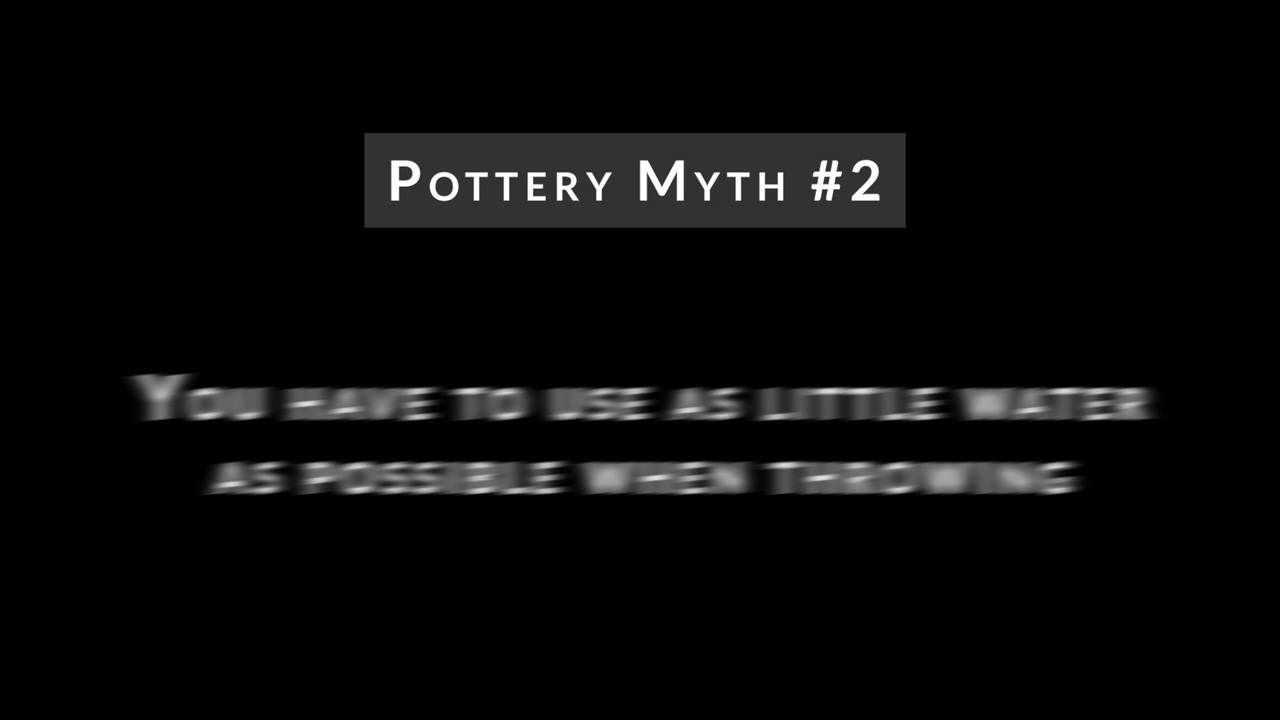 Pottery Myth #2
You have to use as little water
as possible when throwing